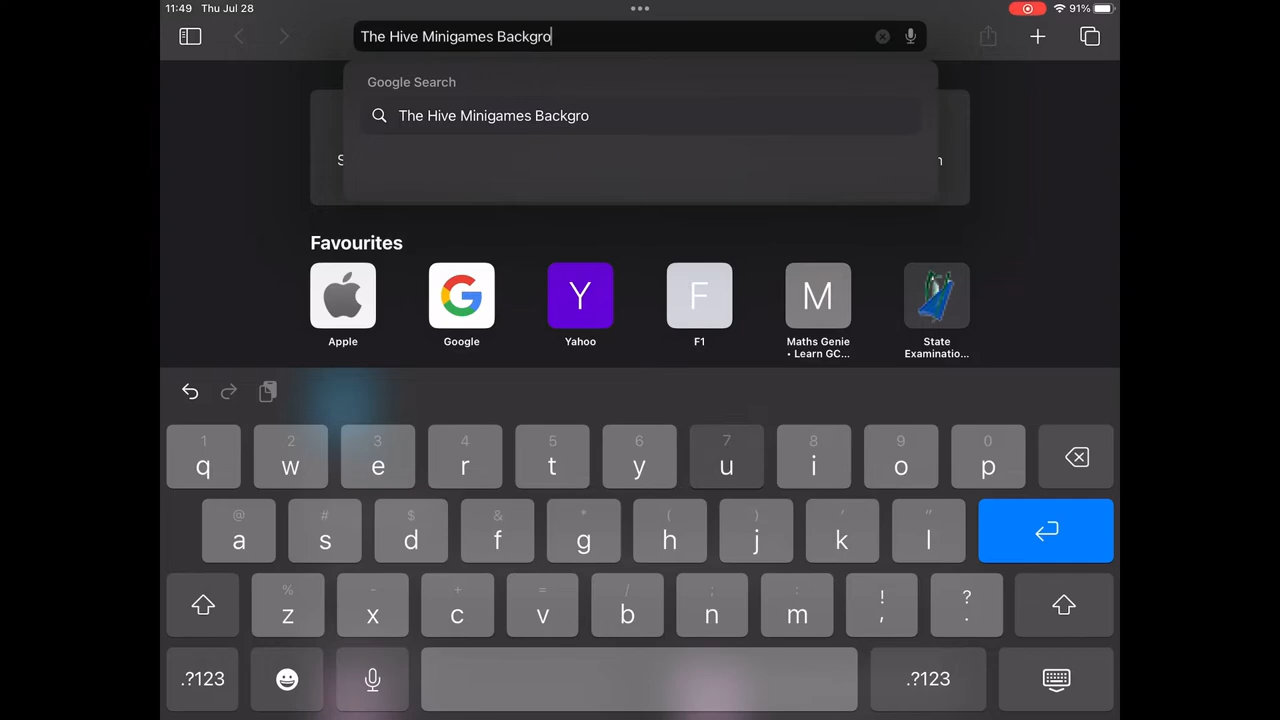 11:49 Thu Jul 28
91%
The Hive Minigames Backgro
Google Search
The Hive Minigames Backgro
S
n
Favourites
Y
F
M
Apple
Google
Yahoo
F1
Maths Genie
• Learn GC...
State
Examinatio...
1 2 3 4 5 6 7 8 9 0
q w e r t y u i o p
@ # $ & * ( ) ' "
a s d f g h j k l
% - + = / ; :
z x c v b n m ! , ? .
.?123
.?123